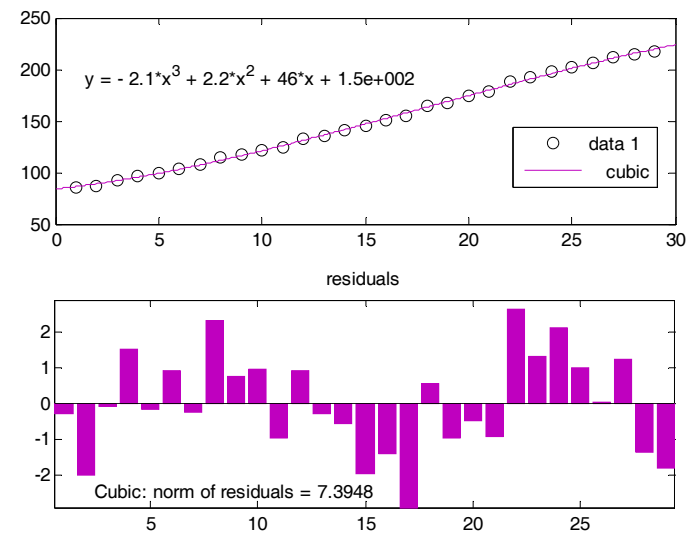 250
200
150
100
50
y = - 2.1*x³ + 2.2*x² + 46*x + 1.5e+002
data 1
cubic
0 5 10 15 20 25 30
residuals
2
1
0
-1
-2
Cubic: norm of residuals = 7.3948
5 10 15 20 25